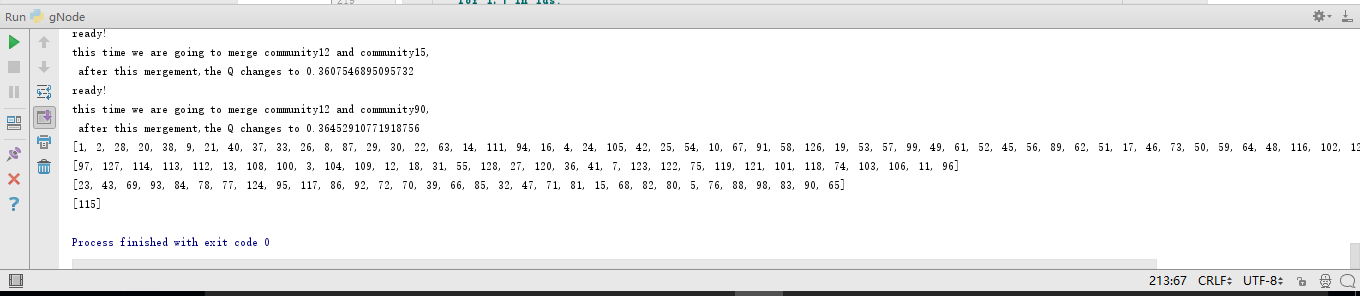 219
for i,j in ids:
Run gNode
ready!
this time we are going to merge community12 and community15,
after this mergement,the Q changes to 0.3607546895095732
ready!
this time we are going to merge community12 and community90,
after this mergement,the Q changes to 0.36452910771918756
[1, 2, 28, 20, 38, 9, 21, 40, 37, 33, 26, 8, 87, 29, 30, 22, 63, 14, 111, 94, 16, 4, 24, 105, 42, 25, 54, 10, 67, 91, 58, 126, 19, 53, 57, 99, 49, 61, 52, 45, 56, 89, 62, 51, 17, 46, 73, 50, 59, 64, 48, 116, 102, 12
[97, 127, 114, 113, 112, 13, 108, 100, 3, 104, 109, 12, 18, 31, 55, 128, 27, 120, 36, 41, 7, 123, 122, 75, 119, 121, 101, 118, 74, 103, 106, 11, 96]
[23, 43, 69, 93, 84, 78, 77, 124, 95, 117, 86, 92, 72, 70, 39, 66, 85, 32, 47, 71, 81, 15, 68, 82, 80, 5, 76, 88, 98, 83, 90, 65]
[115]
Process finished with exit code 0
213:67 CRLF UTF-8